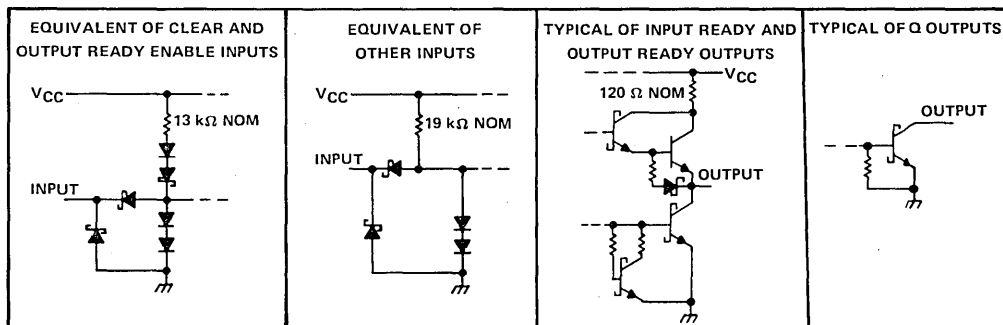 EQUIVALENT OF CLEAR AND
OUTPUT READY ENABLE INPUTS
VCC
13 kΩ NOM
INPUT
EQUIVALENT OF
OTHER INPUTS
VCC
19 kΩ NOM
INPUT
TYPICAL OF INPUT READY AND
OUTPUT READY OUTPUTS
VCC
120 Ω NOM
OUTPUT
TYPICAL OF Q OUTPUTS
OUTPUT